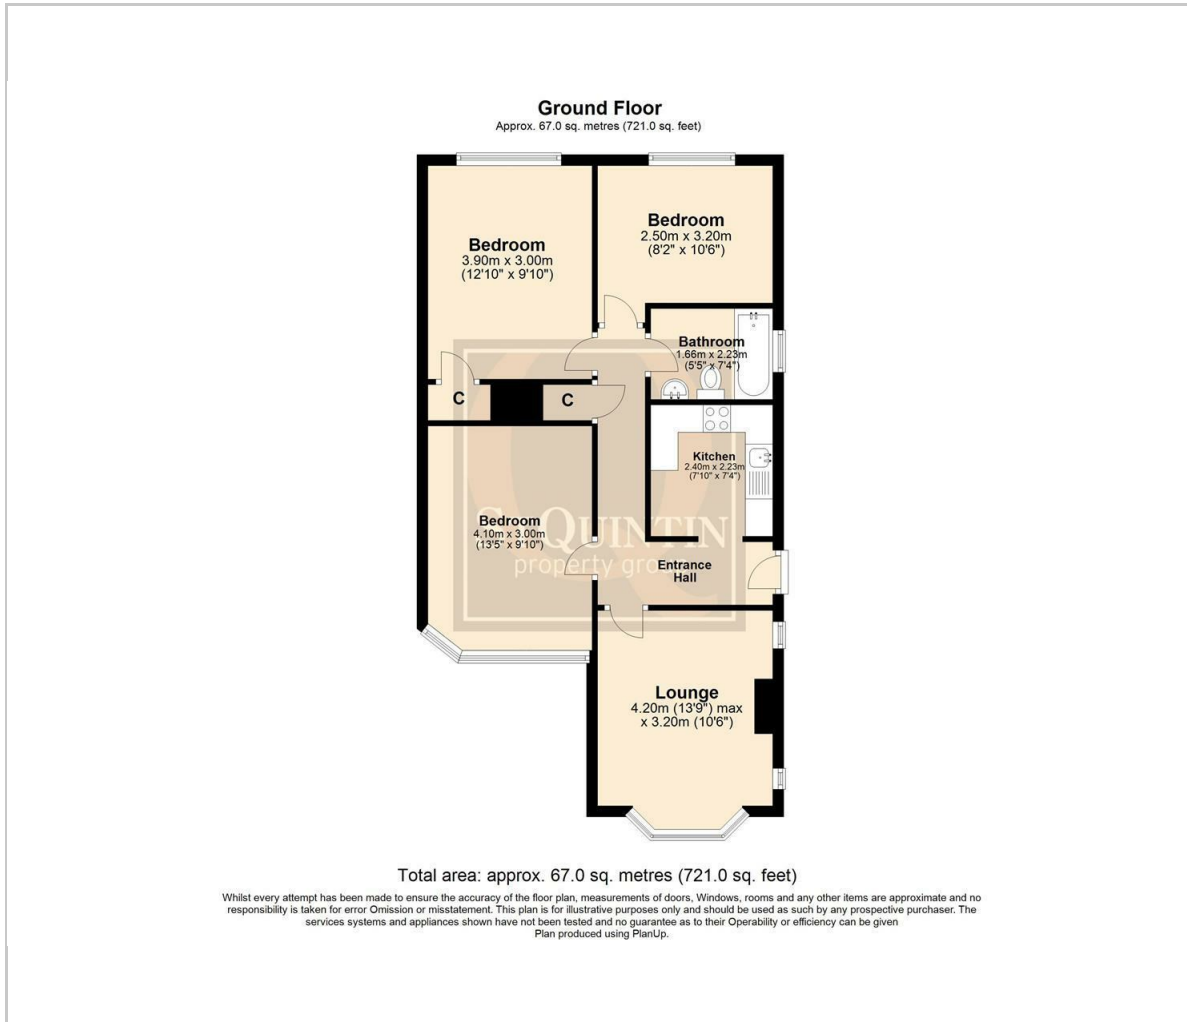 Ground Floor
Approx. 67.0 sq. metres (721.0 sq. feet)
Bedroom
3.90m x 3.00m
(12'10" x 9'10")
Bedroom
2.50m x 3.20m
(8'2" x 10'6")
Bathroom
1.66m x 2.23m
(5'5" x 7'4")
C
C
Kitchen
2.40m x 2.23m
(7'10" x 7'4")
Bedroom
4.10m x 3.00m
(13'5" x 9'10")
QUINTIN
property group
Entrance
Hall
Lounge
4.20m (13'9") max
x 3.20m (10'6")
Total area: approx. 67.0 sq. metres (721.0 sq. feet)
Whilst every attempt has been made to ensure the accuracy of the floor plan, measurements of doors, Windows, rooms and any other items are approximate and no
responsibility is taken for error Omission or misstatement. This plan is for illustrative purposes only and should be used as such by any prospective purchaser. The
services systems and appliances shown have not been tested and no guarantee as to their Operability or efficiency can be given
Plan produced using PlanUp.